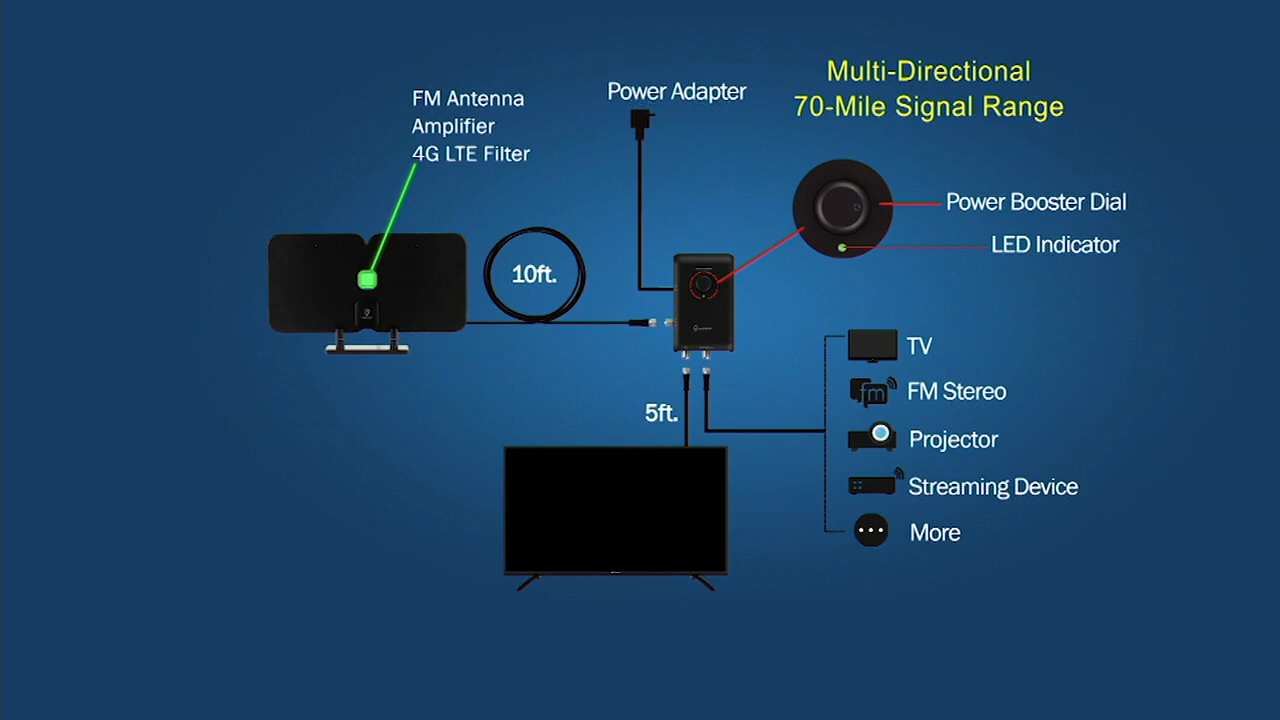 Multi-Directional
70-Mile Signal Range
Power Adapter
FM Antenna
Amplifier
4G LTE Filter
Power Booster Dial
LED Indicator
10ft.
5ft.
TV
fm
FM Stereo
Projector
Streaming Device
More